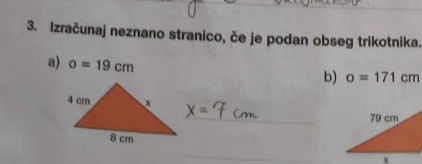 3. Izračunaj neznano stranico, če je podan obseg trikotnika.
a) o = 19 cm
b) o = 171 cm
4 cm
x
x = 7 cm
79 cm
8 cm
x